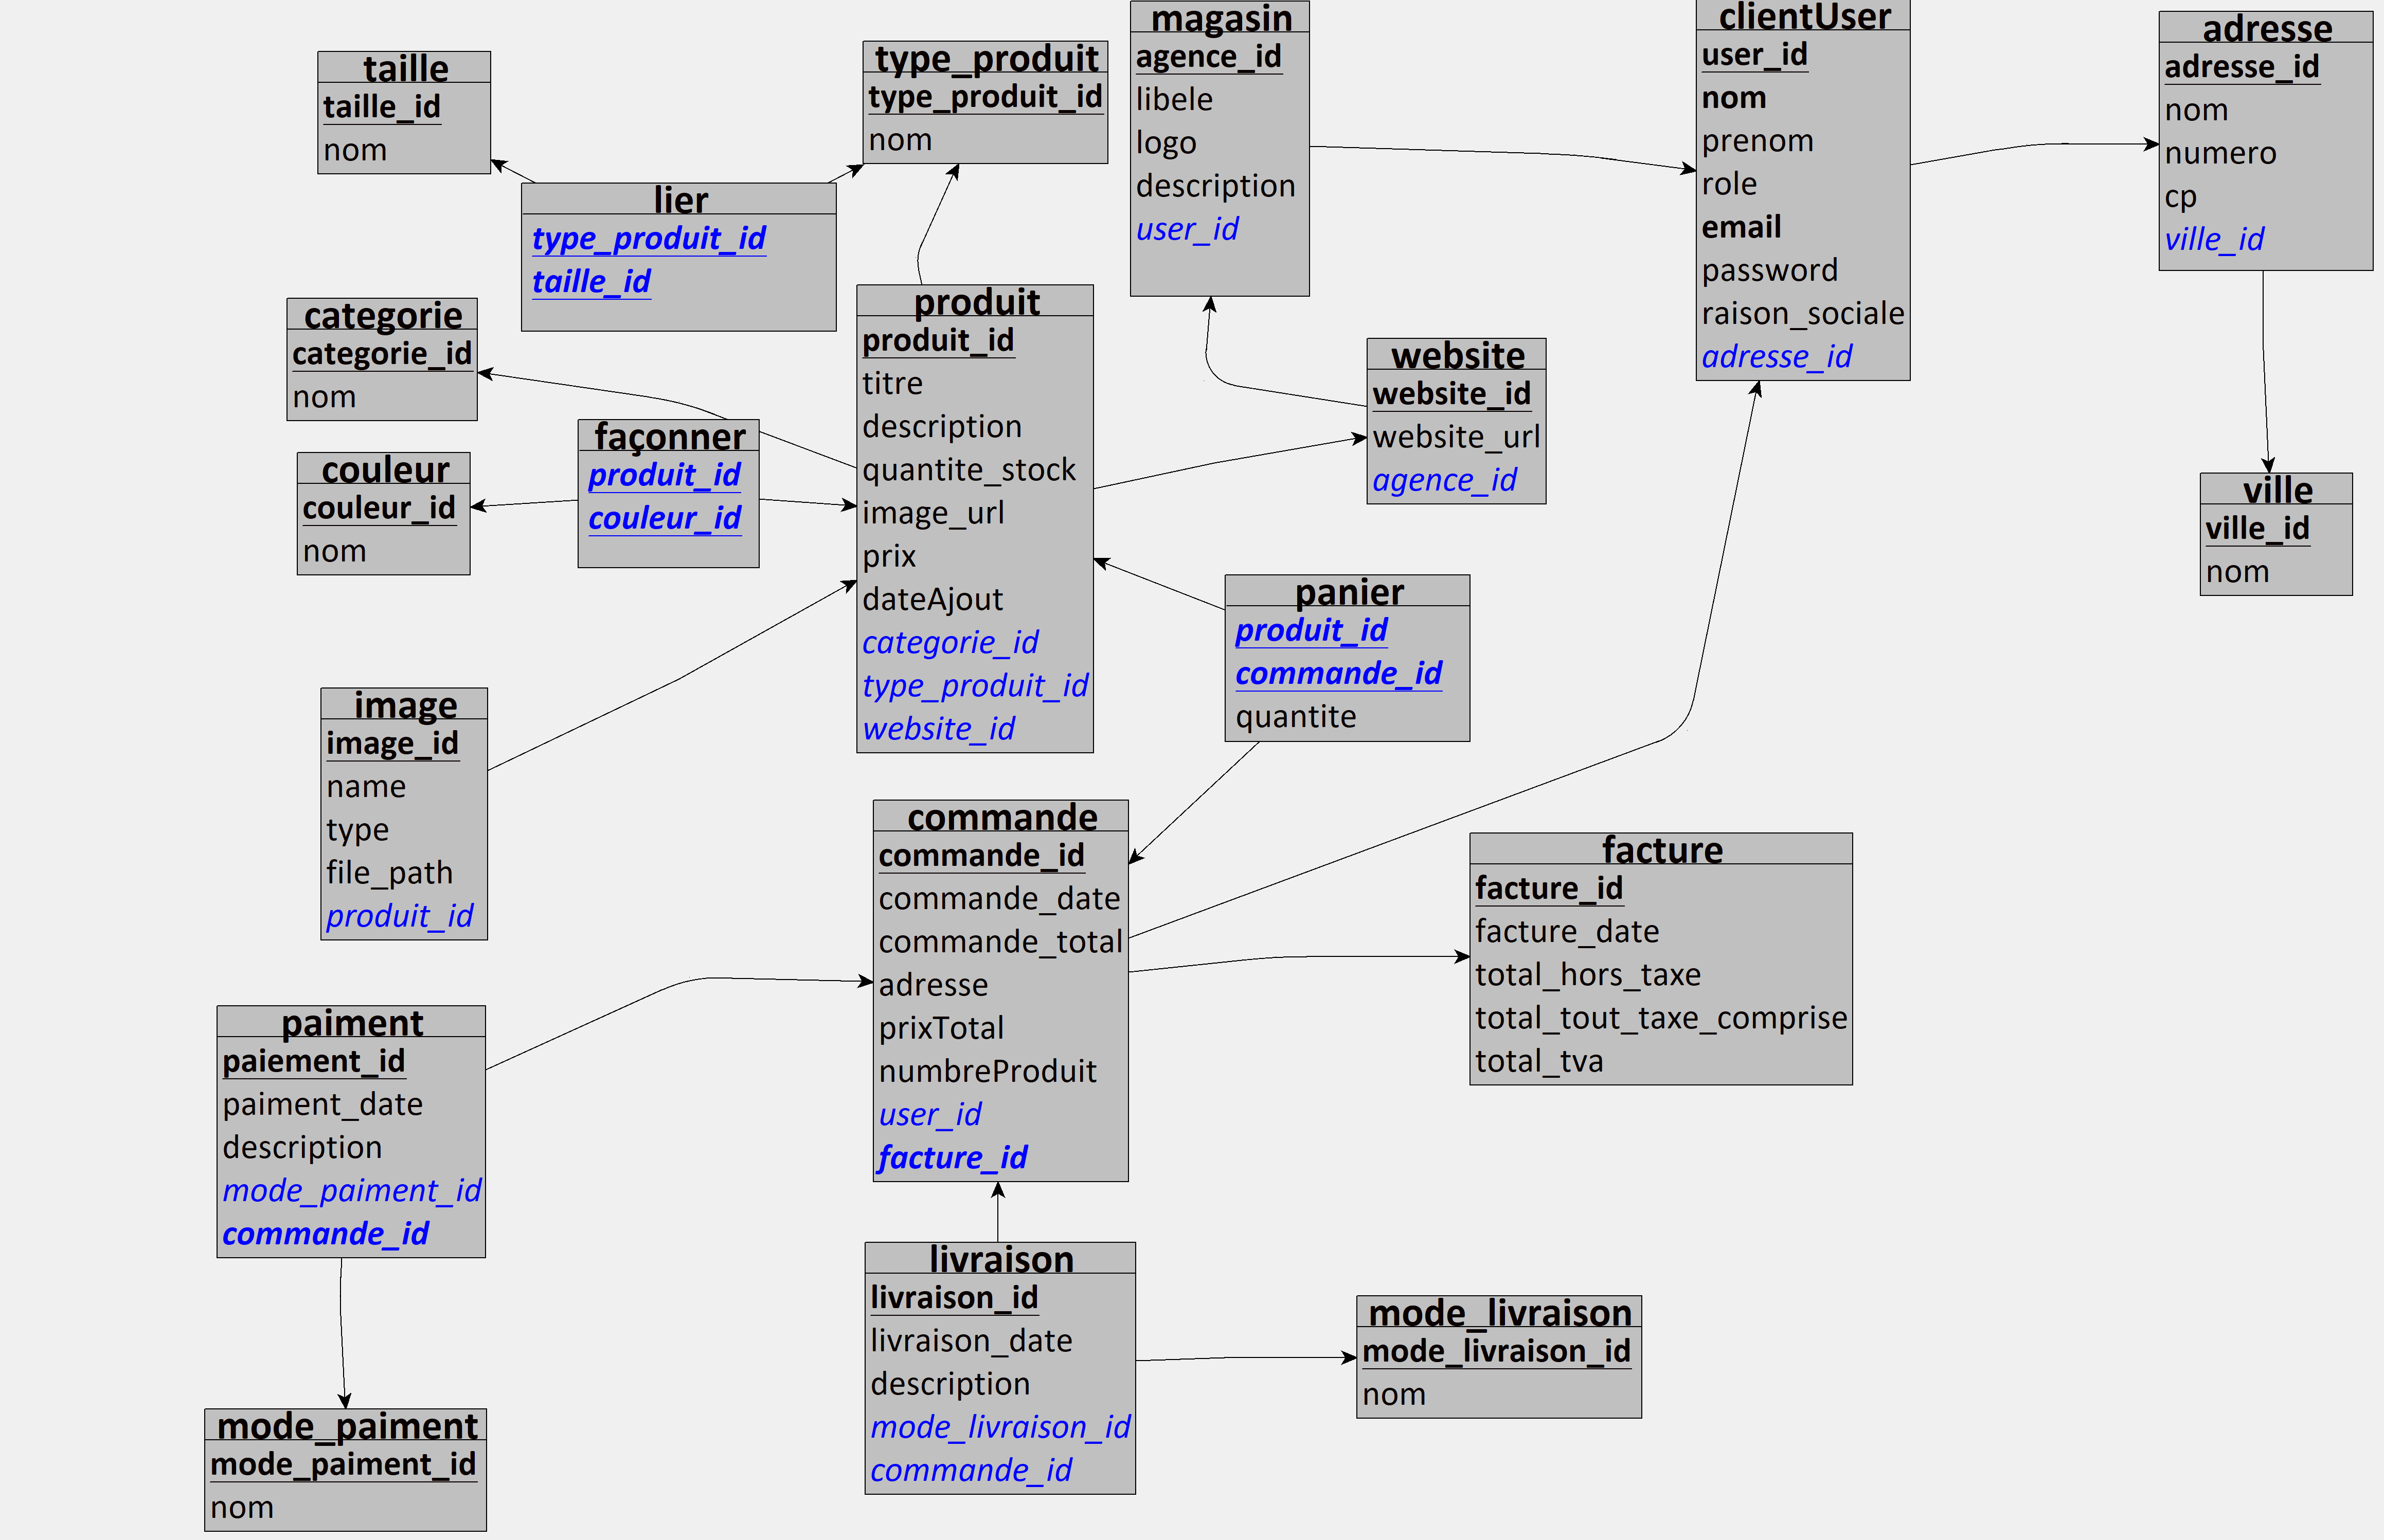 taille
taille_id
nom
type_produit
type_produit_id
nom
magasin
agence_id
libele
logo
description
user_id
clientUser
user_id
nom
prenom
role
email
password
raison_sociale
adresse_id
adresse
adresse_id
nom
numero
cp
ville_id
lier
type_produit_id
taille_id
categorie
categorie_id
nom
produit
produit_id
titre
description
quantite_stock
image_url
prix
dateAjout
categorie_id
type_produit_id
website_id
website
website_id
website_url
agence_id
façonner
produit_id
couleur_id
couleur
couleur_id
nom
ville
ville_id
nom
panier
produit_id
commande_id
quantite
image
image_id
name
type
file_path
produit_id
commande
commande_id
commande_date
commande_total
adresse
prixTotal
numbreProduit
user_id
facture_id
facture
facture_id
facture_date
total_hors_taxe
total_tout_taxe_comprise
total_tva
paiment
paiement_id
paiment_date
description
mode_paiment_id
commande_id
livraison
livraison_id
livraison_date
description
mode_livraison_id
commande_id
mode_livraison
mode_livraison_id
nom
mode_paiment
mode_paiment_id
nom